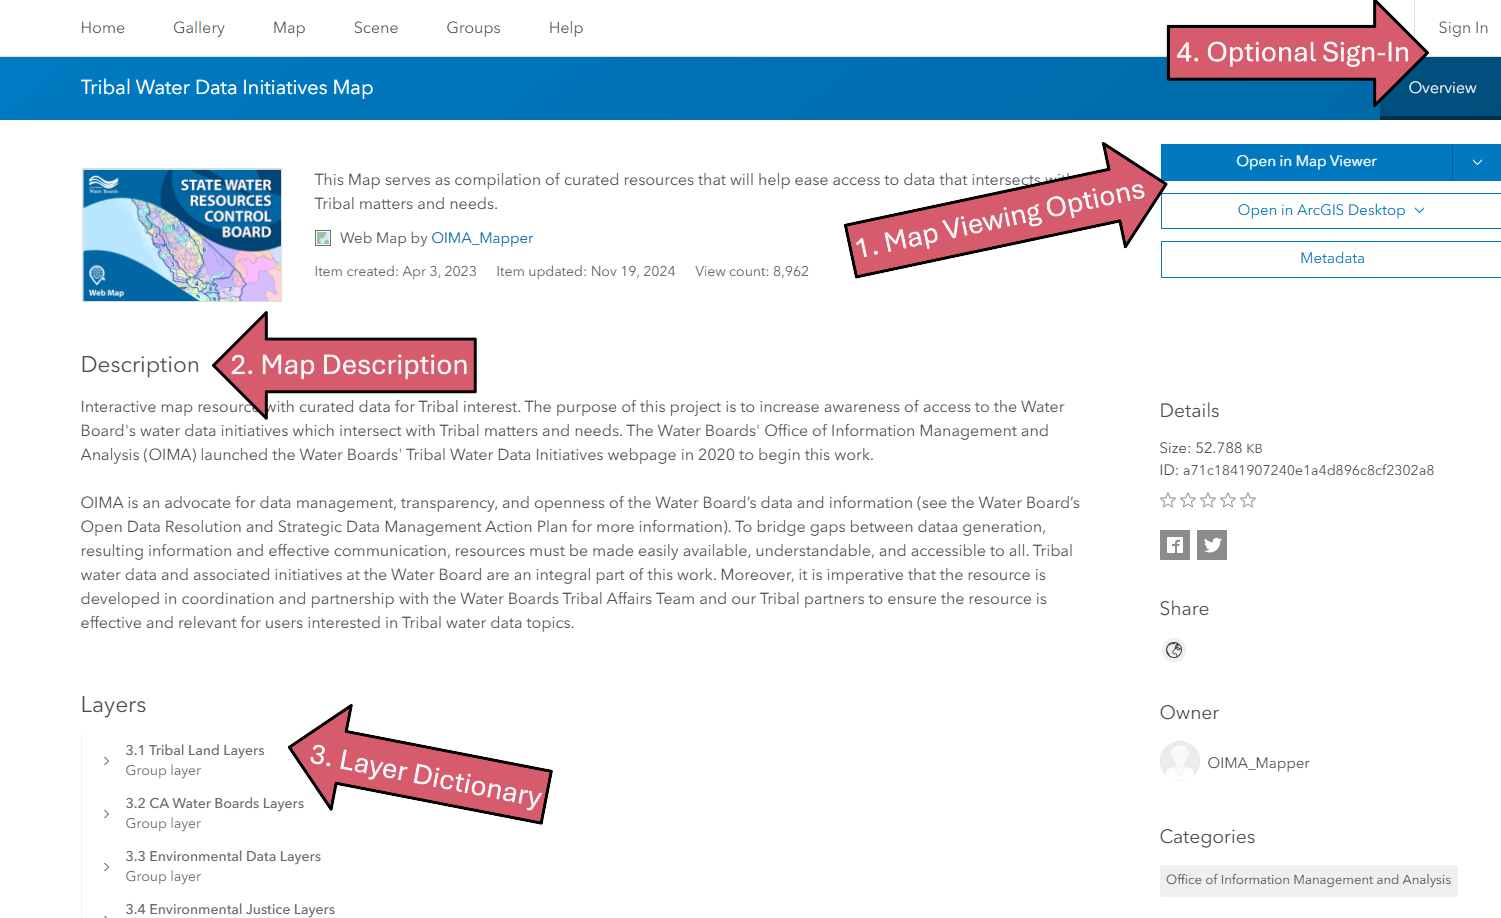 Home Gallery Map Scene Groups Help Sign In
4. Optional Sign-In
Tribal Water Data Initiatives Map
Overview
Water Boards
STATE WATER
RESOURCES
CONTROL
BOARD
Web Map
This Map serves as compilation of curated resources that will help ease access to data that intersects with
Tribal matters and needs.
Web Map by OIMA_Mapper
Item created: Apr 3, 2023 Item updated: Nov 19, 2024 View count: 8,962
1. Map Viewing Options
Open in Map Viewer
Open in ArcGIS Desktop
Metadata
Description
2. Map Description
Interactive map resource with curated data for Tribal interest. The purpose of this project is to increase awareness of access to the Water
Board's water data initiatives which intersect with Tribal matters and needs. The Water Boards' Office of Information Management and
Analysis (OIMA) launched the Water Boards' Tribal Water Data Initiatives webpage in 2020 to begin this work.
OIMA is an advocate for data management, transparency, and openness of the Water Board’s data and information (see the Water Board’s
Open Data Resolution and Strategic Data Management Action Plan for more information). To bridge gaps between dataa generation,
resulting information and effective communication, resources must be made easily available, understandable, and accessible to all. Tribal
water data and associated initiatives at the Water Board are an integral part of this work. Moreover, it is imperative that the resource is
developed in coordination and partnership with the Water Boards Tribal Affairs Team and our Tribal partners to ensure the resource is
effective and relevant for users interested in Tribal water data topics.
Layers
3. Layer Dictionary
3.1 Tribal Land Layers
Group layer
3.2 CA Water Boards Layers
Group layer
3.3 Environmental Data Layers
Group layer
3.4 Environmental Justice Layers
Details
Size: 52.788 KB
ID: a71c1841907240e1a4d896c8cf2302a8
Share
Owner
OIMA_Mapper
Categories
Office of Information Management and Analysis